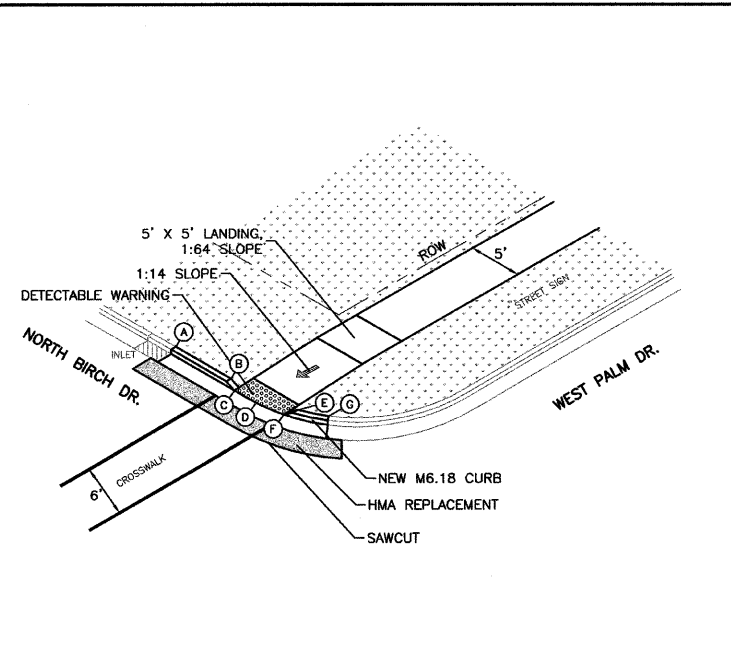 5' X 5' LANDING,
1:64 SLOPE
1:14 SLOPE
DETECTABLE WARNING
ROW
5'
STREET SIGN
WEST PALM DR.
NORTH BIRCH DR.
INLET
A
B
C
D
E
F
G
CROSSWALK
6'
NEW M6.18 CURB
HMA REPLACEMENT
SAWCUT